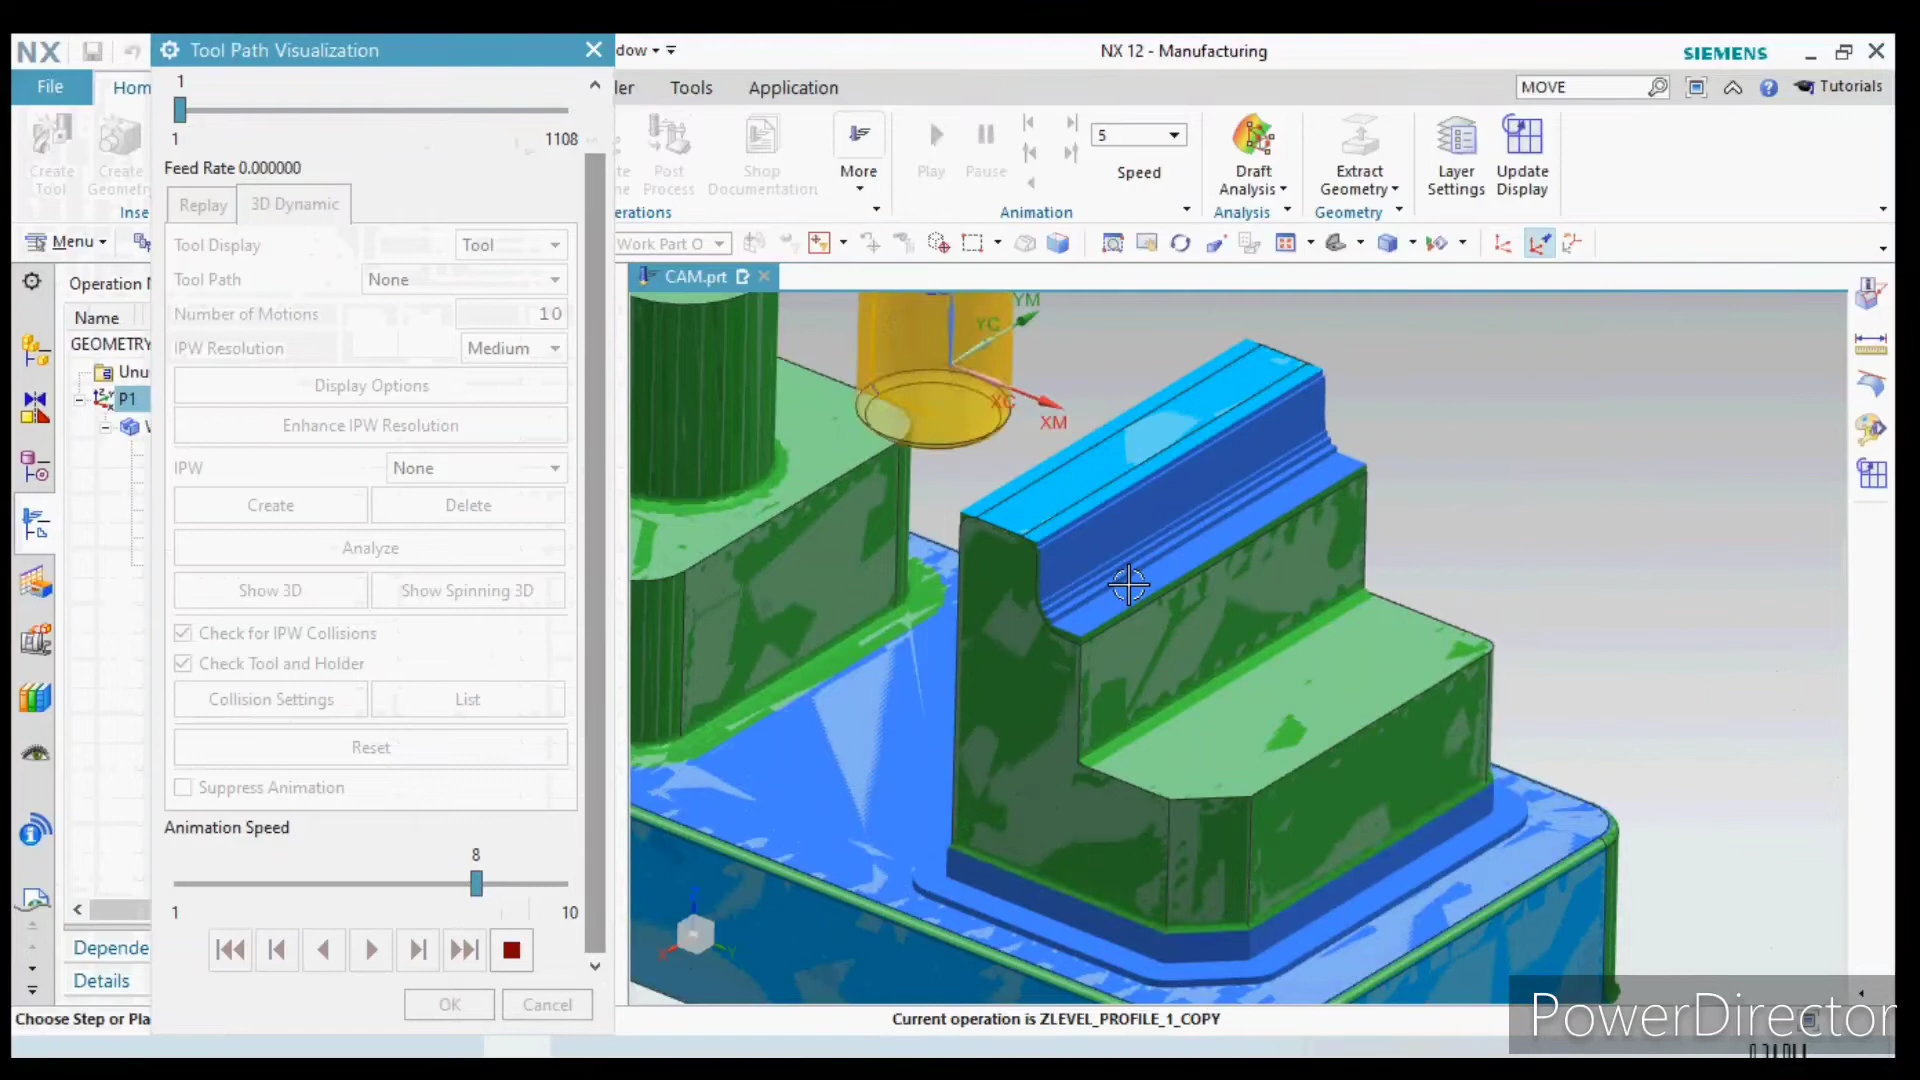 NX
Tool Path Visualization
dow
NX 12 - Manufacturing
SIEMENS
File
Hom
Tools
Application
MOVE
Tutorials
1
1
1108
Feed Rate 0.000000
Create
Tool
Create
Geometry
Inse
Post
Process
Shop
Documentation
More
erations
Play
Pause
5
Speed
Animation
Draft
Analysis
Analysis
Extract
Geometry
Geometry
Layer
Settings
Update
Display
Menu
Work Part O
Replay
3D Dynamic
Tool Display
Tool
Tool Path
None
Number of Motions
10
IPW Resolution
Medium
Display Options
Enhance IPW Resolution
IPW
None
Create
Delete
Analyze
Show 3D
Show Spinning 3D
Check for IPW Collisions
Check Tool and Holder
Collision Settings
List
Reset
Suppress Animation
Animation Speed
8
1
10
OK
Cancel
Operation N
Name
GEOMETRY
Unu
P1
Depende
Details
Choose Step or Pla
CAM.prt
YM
YC
XC
XM
Current operation is ZLEVEL_PROFILE_1_COPY
PowerDirector